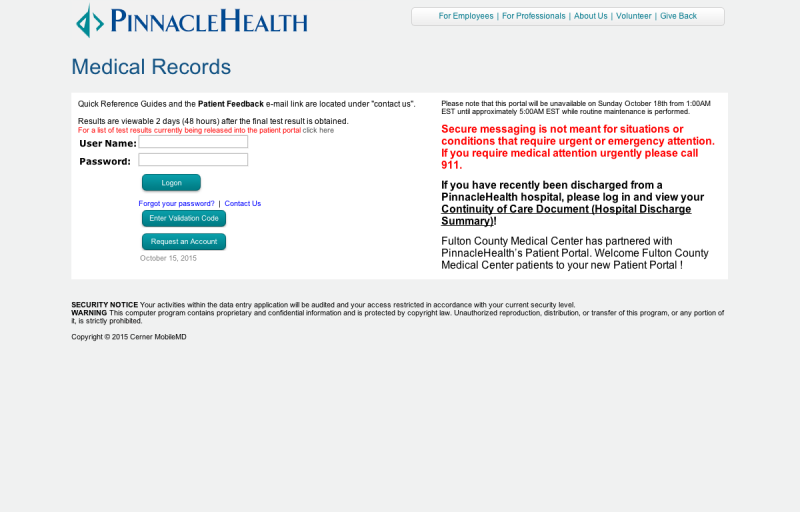 PINNACLEHEALTH
For Employees | For Professionals | About Us | Volunteer | Give Back
Medical Records
Quick Reference Guides and the Patient Feedback e-mail link are located under "contact us".
Results are viewable 2 days (48 hours) after the final test result is obtained.
For a list of test results currently being released into the patient portal click here
User Name:
Password:
Logon
Forgot your password? | Contact Us
Enter Validation Code
Request an Account
October 15, 2015
Please note that this portal will be unavailable on Sunday October 18th from 1:00AM
EST until approximately 5:00AM EST while routine maintenance is performed.
Secure messaging is not meant for situations or
conditions that require urgent or emergency attention.
If you require medical attention urgently please call
911.
If you have recently been discharged from a
PinnacleHealth hospital, please log in and view your
Continuity of Care Document (Hospital Discharge
Summary)!
Fulton County Medical Center has partnered with
PinnacleHealth's Patient Portal. Welcome Fulton County
Medical Center patients to your new Patient Portal !
SECURITY NOTICE Your activities within the data entry application will be audited and your access restricted in accordance with your current security level.
WARNING This computer program contains proprietary and confidential information and is protected by copyright law. Unauthorized reproduction, distribution, or transfer of this program, or any portion of
it, is strictly prohibited.
Copyright © 2015 Cerner MobileMD